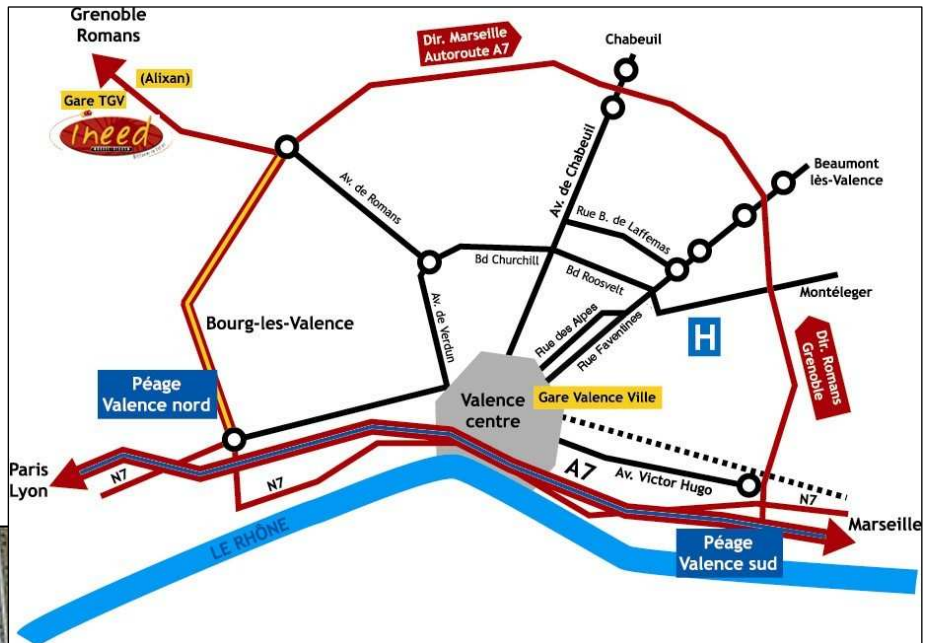 Grenoble
Romans
Dir. Marseille
Autoroute A7
Chabeuil
(Alixan)
Gare TGV
ineed
Beaumont
lès-Valence
Av. de Romans
Av. de Chabeuil
Rue B. de Laffemas
Bd Churchill
Bd Roosvelt
Montéleger
Av. de Verdun
Bourg-les-Valence
Rue des Alpes
Rue Faventines
H
Dir. Romans
Grenoble
Péage
Valence nord
Valence
centre
Gare Valence Ville
Paris
Lyon
N7
N7
A7
Av. Victor Hugo
N7
Marseille
LE RHÔNE
Péage
Valence sud